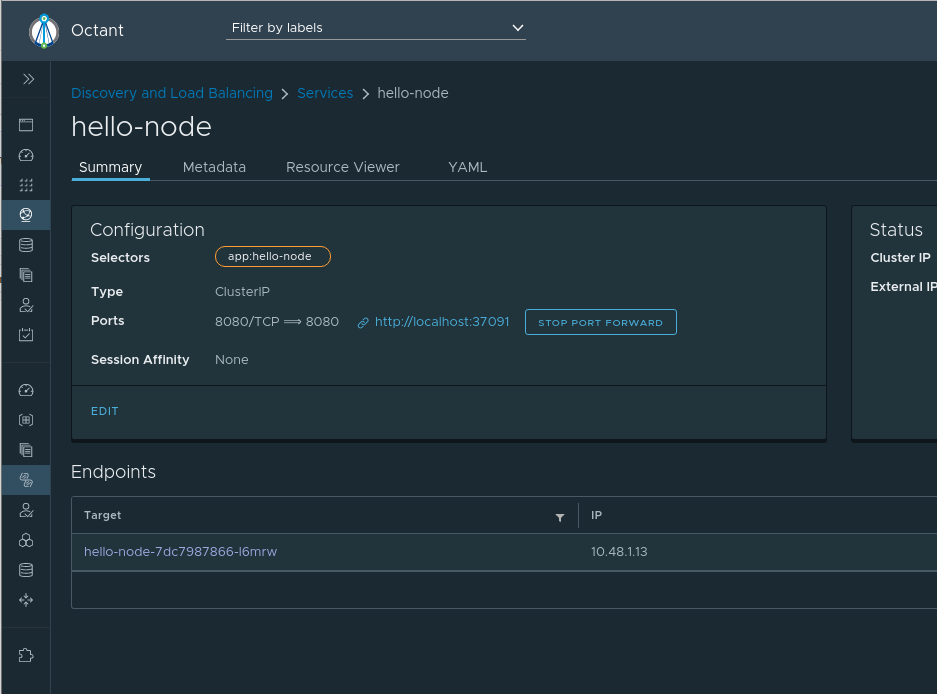 Octant
Filter by labels
Discovery and Load Balancing > Services > hello-node
hello-node
Summary Metadata Resource Viewer YAML
Configuration
Selectors app:hello-node
Type ClusterIP
Ports 8080/TCP ⟹ 8080 http://localhost:37091 STOP PORT FORWARD
Session Affinity None
EDIT
Status
Cluster IP
External IP
Endpoints
Target IP
hello-node-7dc7987866-l6mrw 10.48.1.13